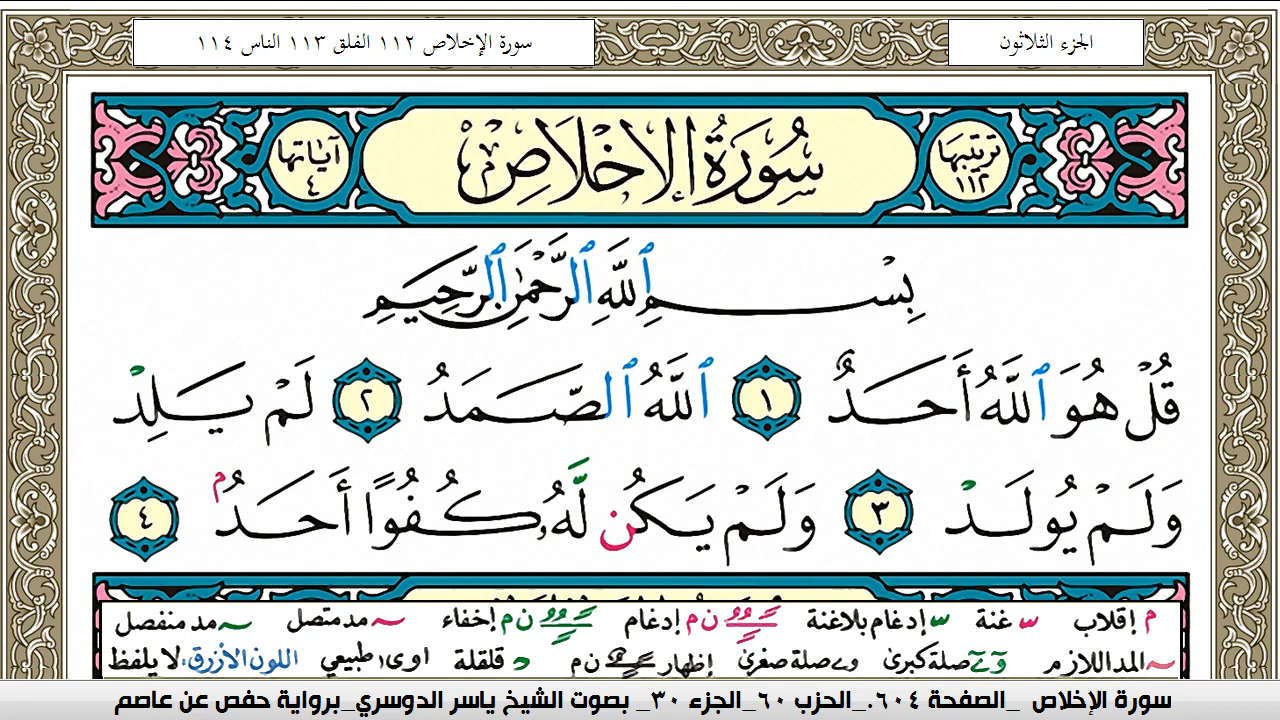 الجزء الثلاثون
سورة الإخلاص ١١٢ الفلق ١١٣ الناس ١١٤
ترتيبها ١١٢
سُورَةُ الإِخْلَاصِ
آياتها ٤
بِسْمِ ٱللَّهِ ٱلرَّحْمَٰنِ ٱلرَّحِيمِ
قُلْ هُوَ ٱللَّهُ أَحَدٌ ١ ٱللَّهُ ٱلصَّمَدُ ٢ لَمْ يَلِدْ
وَلَمْ يُولَدْ ٣ وَلَمْ يَكُن لَّهُۥ كُفُوًا أَحَدُۢ ٤
م إقلاب س غنة س إدغام بلاغنة ن م إدغام ن م إخفاء مد متصل مد منفصل
المد اللازم صلة كبرى و ے صلة صغرى إظهار ن م د قلقلة ا و ى طبيعي اللون الأزرق، لا يلفظ
سورة الإخلاص _الصفحة ٦٠٤._الحزب ٦٠_الجزء ٣٠_ بصوت الشيخ ياسر الدوسري_برواية حفص عن عاصم